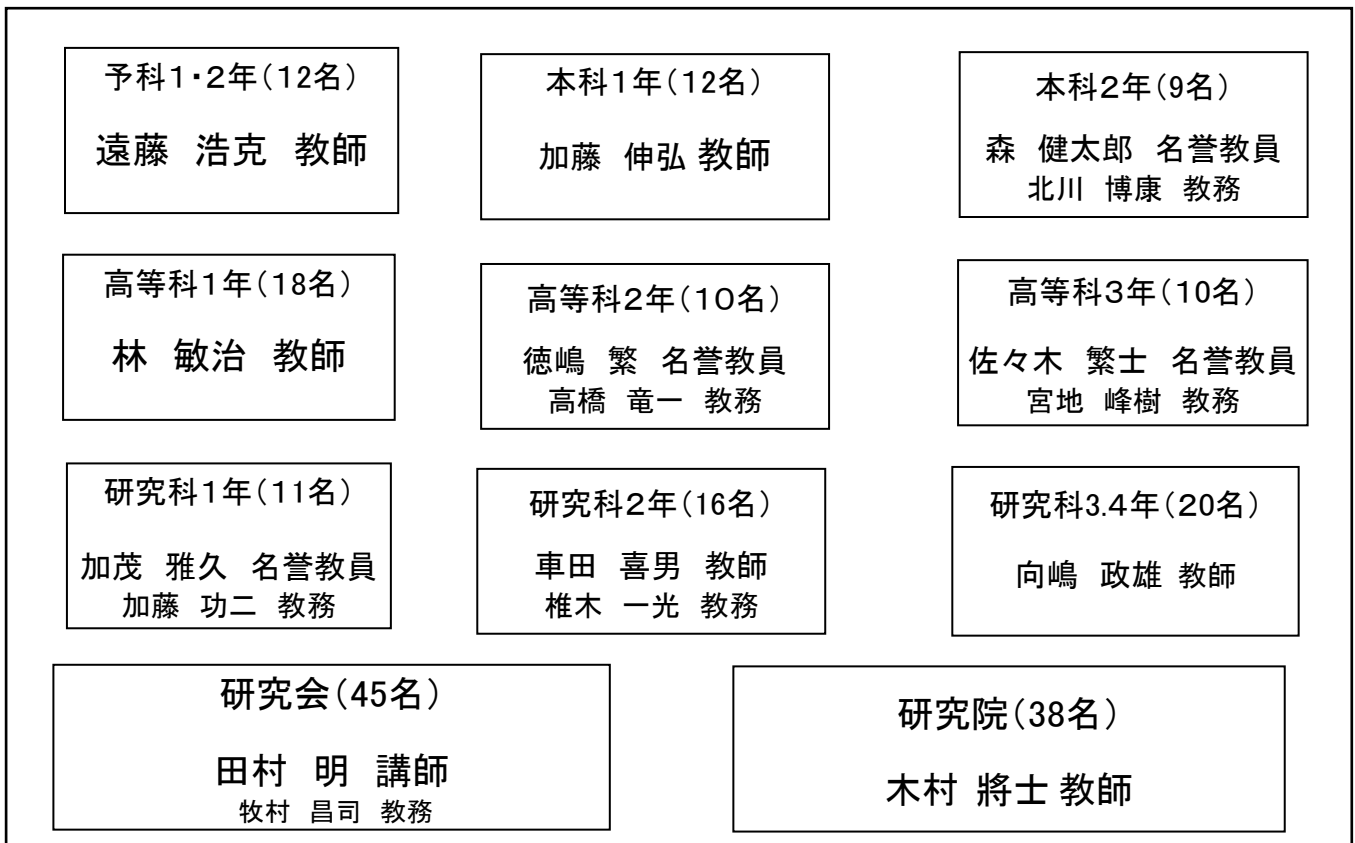 予科1・2年(12名)
遠藤 浩克 教師
本科1年(12名)
加藤 伸弘 教師
本科2年(9名)
森 健太郎 名誉教員
北川 博康 教務
高等科1年(18名)
林 敏治 教師
高等科2年(10名)
徳嶋 繁 名誉教員
高橋 竜一 教務
高等科3年(10名)
佐々木 繁士 名誉教員
宮地 峰樹 教務
研究科1年(11名)
加茂 雅久 名誉教員
加藤 功二 教務
研究科2年(16名)
車田 喜男 教師
椎木 一光 教務
研究科3.4年(20名)
向嶋 政雄 教師
研究会(45名)
田村 明 講師
牧村 昌司 教務
研究院(38名)
木村 將士 教師